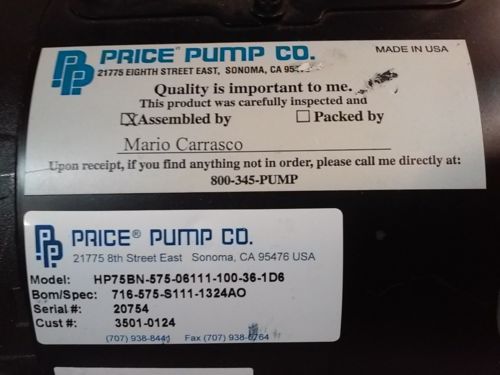 PRICE® PUMP CO.
MADE IN USA
21775 EIGHTH STREET EAST, SONOMA, CA
Quality is important to me.
This product was carefully inspected and
☒Assembled by ☐ Packed by
Mario Carrasco
Upon receipt, if you find anything not in order, please call me directly at:
800-345-PUMP
PRICE® PUMP CO.
21775 8th Street East Sonoma, CA 95476 USA
Model: HP75BN-575-06111-100-36-1D6
Bom/Spec: 716-575-S111-1324AO
Serial #: 20754
Cust #: 3501-0124
(707) 938-8441 Fax (707) 938-6764